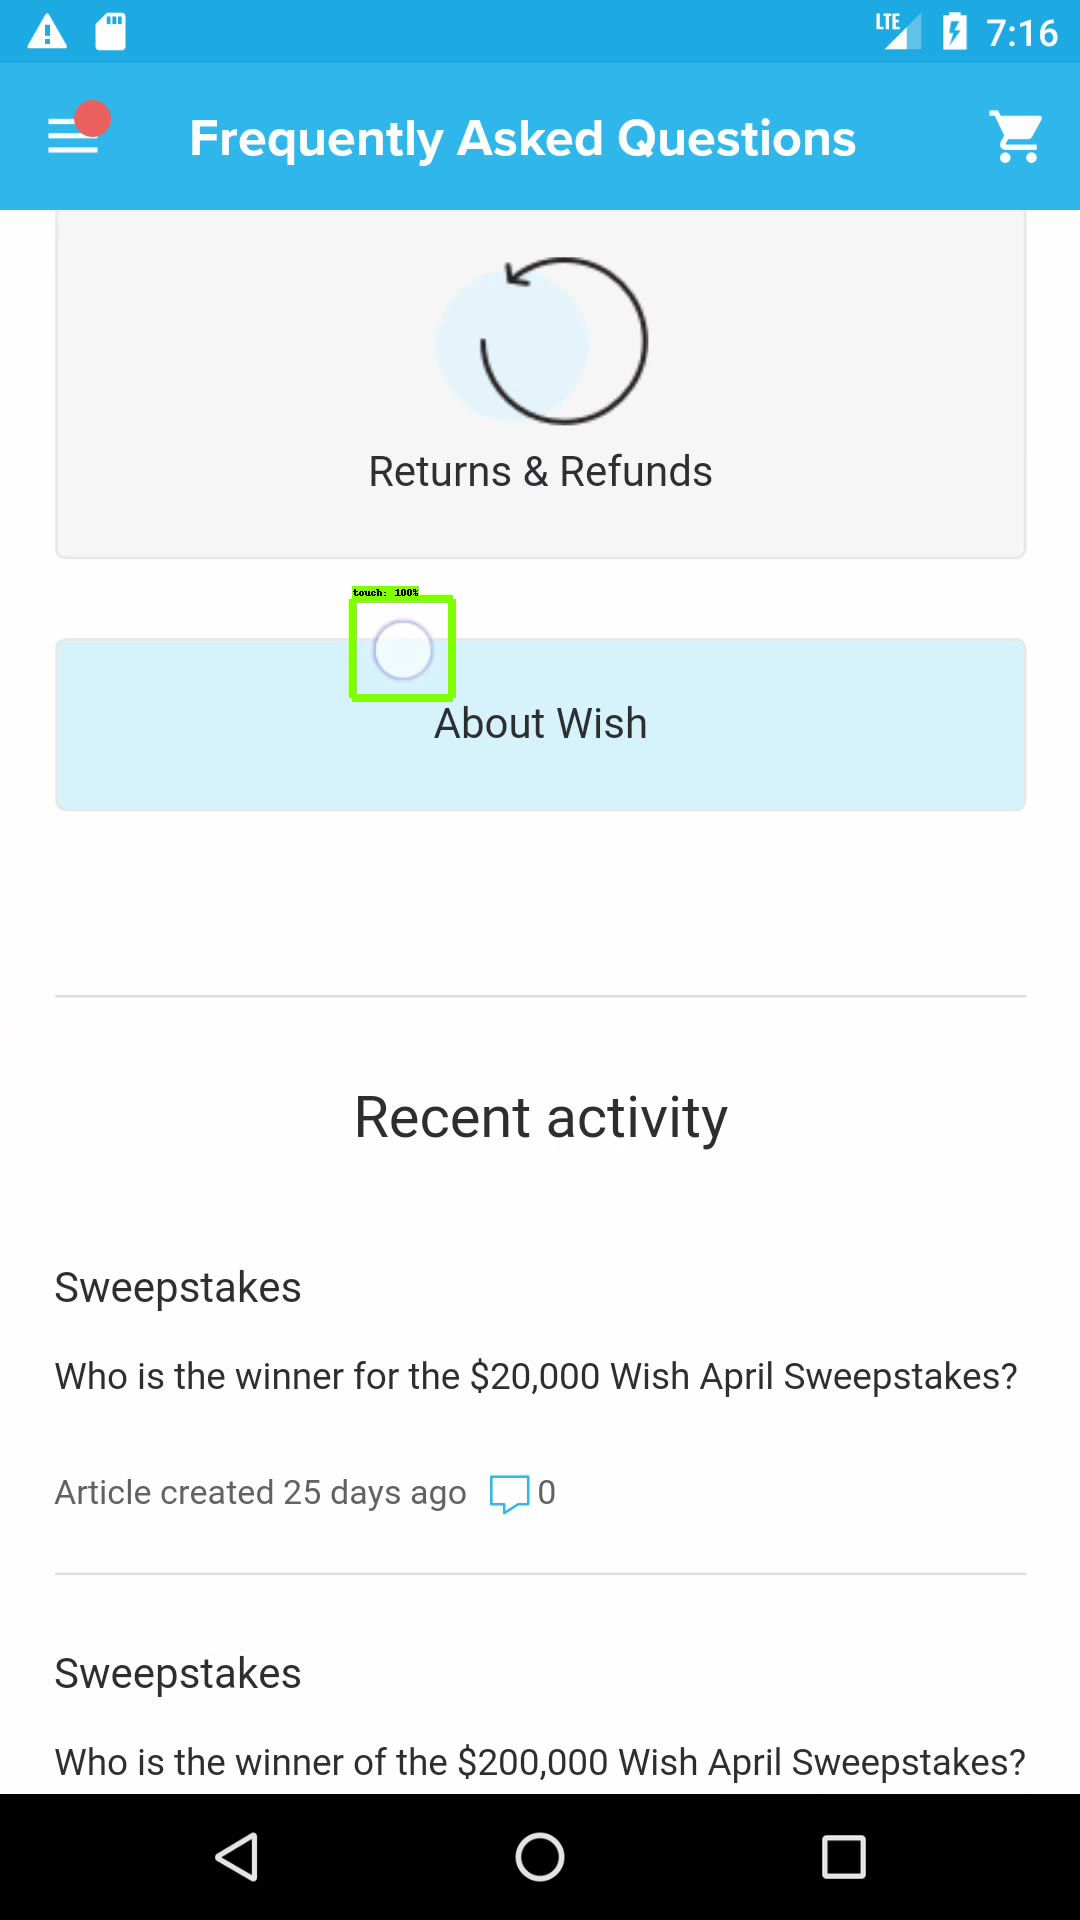 LTE 7:16
Frequently Asked Questions
Returns & Refunds
touch: 100%
About Wish
Recent activity
Sweepstakes
Who is the winner for the $20,000 Wish April Sweepstakes?
Article created 25 days ago 0
Sweepstakes
Who is the winner of the $200,000 Wish April Sweepstakes?